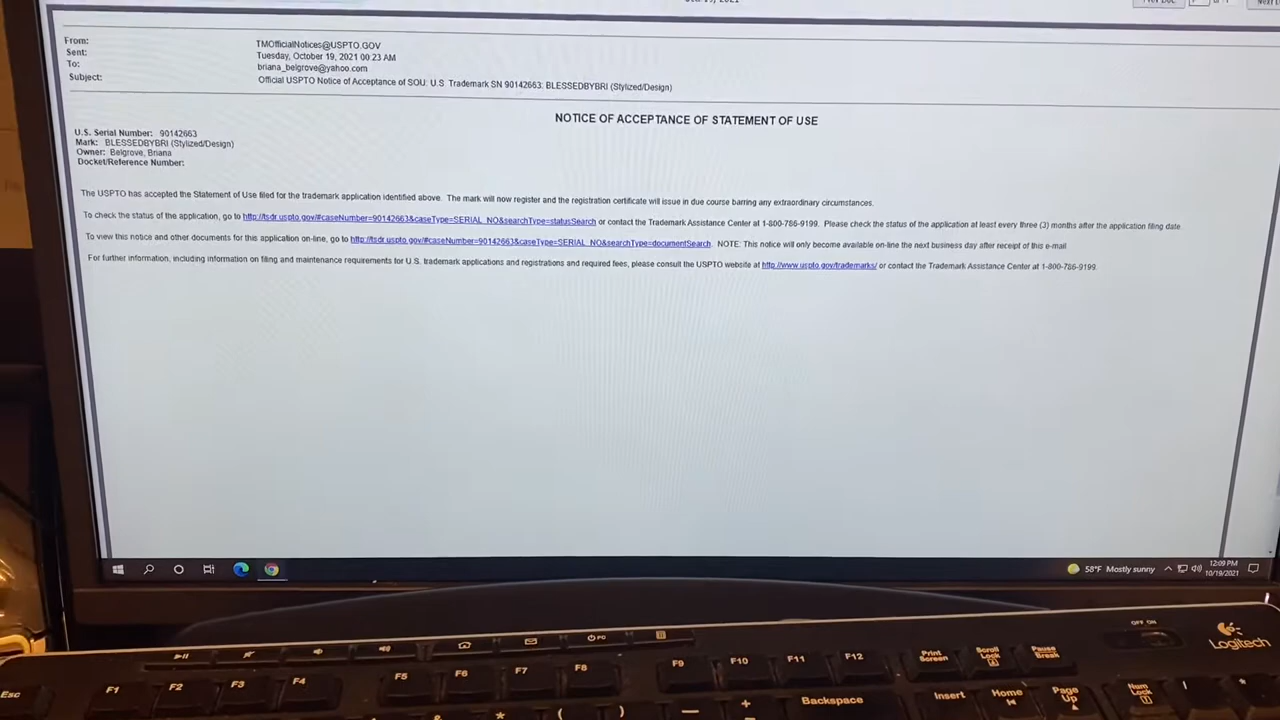 From: TMOfficialNotices@USPTO.GOV
Sent: Tuesday, October 19, 2021 00:23 AM
To: briana_belgrove@yahoo.com
Subject: Official USPTO Notice of Acceptance of SOU: U.S. Trademark SN 90142663: BLESSEDBYBRI (Stylized/Design)
NOTICE OF ACCEPTANCE OF STATEMENT OF USE
U.S. Serial Number: 90142663
Mark: BLESSEDBYBRI (Stylized/Design)
Owner: Belgrove, Briana
Docket/Reference Number:
The USPTO has accepted the Statement of Use filed for the trademark application identified above. The mark will now register and the registration certificate will issue in due course barring any extraordinary circumstances.
To check the status of the application, go to http://tsdr.uspto.gov/#caseNumber=90142663&caseType=SERIAL_NO&searchType=statusSearch or contact the Trademark Assistance Center at 1-800-786-9199. Please check the status of the application at least every three (3) months after the application filing date.
To view this notice and other documents for this application on-line, go to http://tsdr.uspto.gov/#caseNumber=90142663&caseType=SERIAL_NO&searchType=documentSearch. NOTE: This notice will only become available on-line the next business day after receipt of this e-mail.
For further information, including information on filing and maintenance requirements for U.S. trademark applications and registrations and required fees, please consult the USPTO website at http://www.uspto.gov/trademarks/ or contact the Trademark Assistance Center at 1-800-786-9199.
58°F Mostly sunny
12:09 PM
10/19/2021
OFF ON
Logitech
PC
Esc F1 F2 F3 F4 F5 F6 F7 F8 F9 F10 F11 F12 Print Screen Scroll Lock Pause Break
* ( ) — + Backspace Insert Home Page Up Num Lock / *